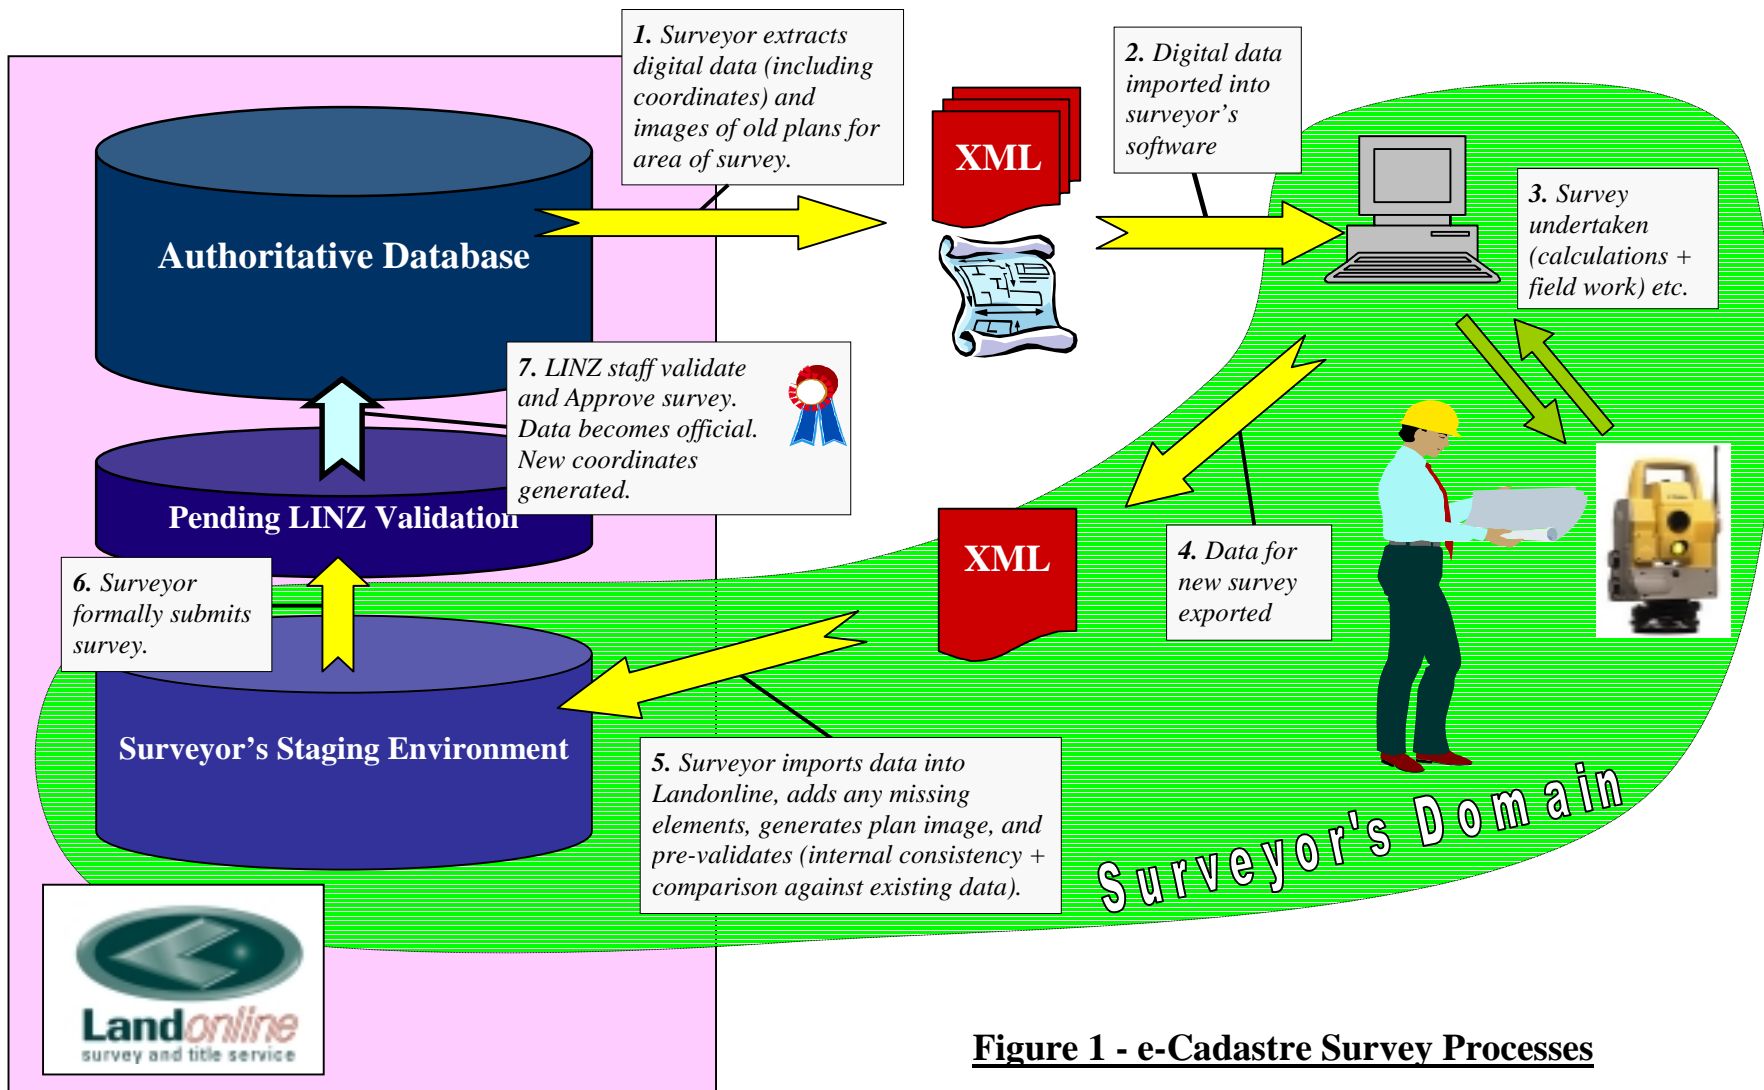 1. Surveyor extracts
digital data (including
coordinates) and
images of old plans for
area of survey.
2. Digital data
imported into
surveyor's
software
XML
3. Survey
undertaken
(calculations +
field work) etc.
Authoritative Database
7. LINZ staff validate
and Approve survey.
Data becomes official.
New coordinates
generated.
Pending LINZ Validation
XML
4. Data for
new survey
exported
6. Surveyor
formally submits
survey.
Surveyor's Staging Environment
5. Surveyor imports data into
Landonline, adds any missing
elements, generates plan image, and
pre-validates (internal consistency +
comparison against existing data).
Surveyor's Domain
Landonline
survey and title service
Figure 1 - e-Cadastre Survey Processes